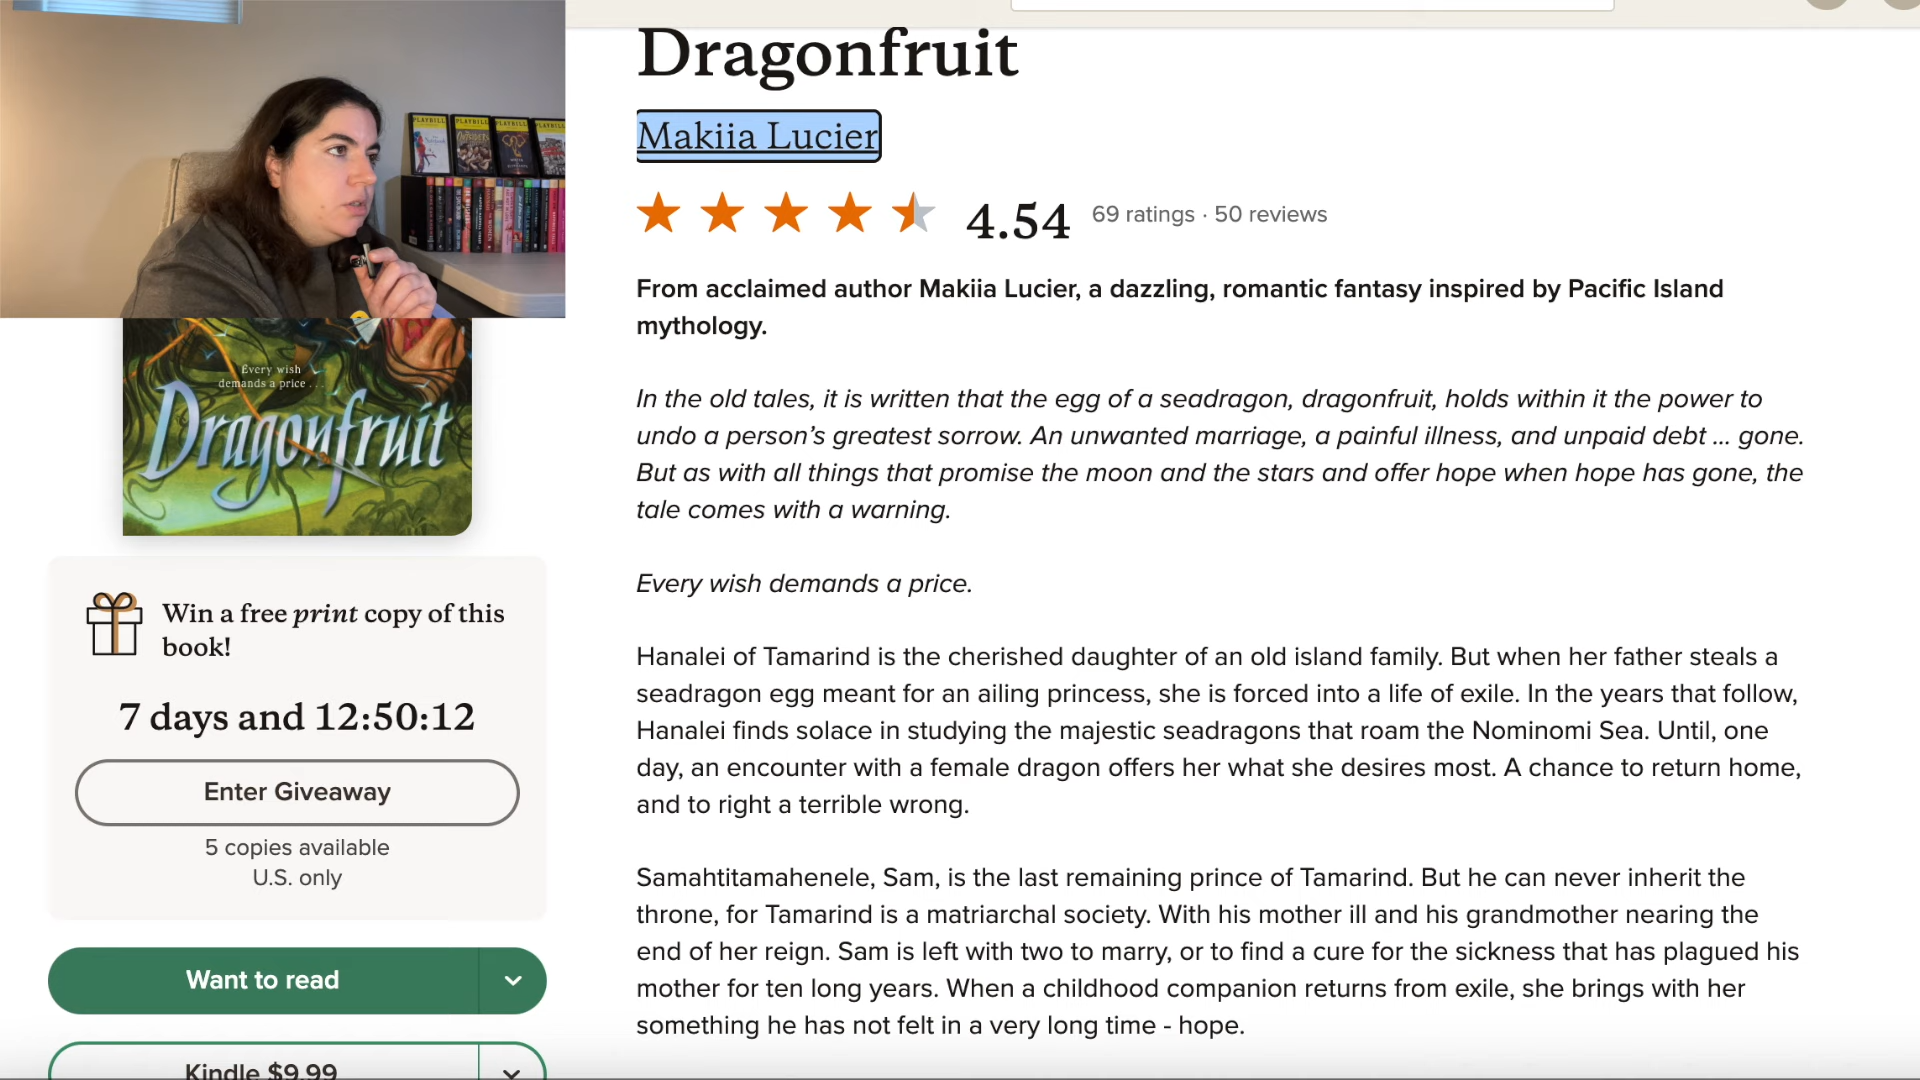 PLAYBILL PLAYBILL PLAYBILL PLAYBILL
Every wish
demands a price . . .
Dragonfruit
Win a free print copy of this
book!
7 days and 12:50:12
Enter Giveaway
5 copies available
U.S. only
Want to read
Kindle $9.99
Dragonfruit
Makiia Lucier
4.54 69 ratings · 50 reviews
From acclaimed author Makiia Lucier, a dazzling, romantic fantasy inspired by Pacific Island
mythology.
In the old tales, it is written that the egg of a seadragon, dragonfruit, holds within it the power to
undo a person’s greatest sorrow. An unwanted marriage, a painful illness, and unpaid debt ... gone.
But as with all things that promise the moon and the stars and offer hope when hope has gone, the
tale comes with a warning.
Every wish demands a price.
Hanalei of Tamarind is the cherished daughter of an old island family. But when her father steals a
seadragon egg meant for an ailing princess, she is forced into a life of exile. In the years that follow,
Hanalei finds solace in studying the majestic seadragons that roam the Nominomi Sea. Until, one
day, an encounter with a female dragon offers her what she desires most. A chance to return home,
and to right a terrible wrong.
Samahtitamahenele, Sam, is the last remaining prince of Tamarind. But he can never inherit the
throne, for Tamarind is a matriarchal society. With his mother ill and his grandmother nearing the
end of her reign. Sam is left with two to marry, or to find a cure for the sickness that has plagued his
mother for ten long years. When a childhood companion returns from exile, she brings with her
something he has not felt in a very long time - hope.